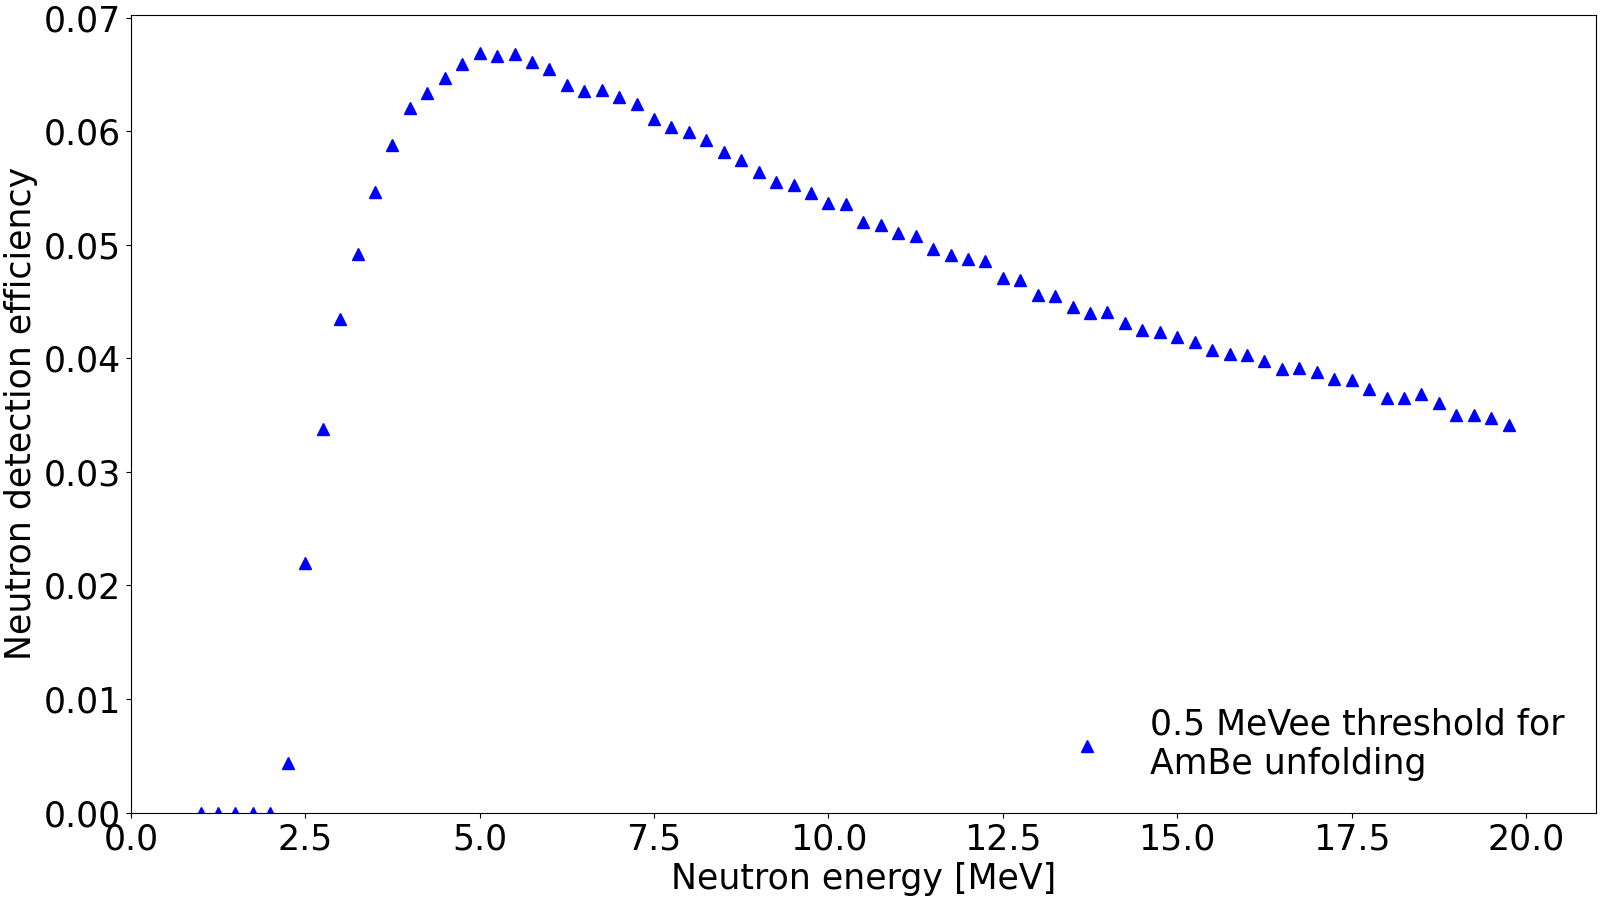 0.07
0.06
0.05
0.04
0.03
0.02
0.01
0.00
Neutron detection efficiency
0.5 MeVee threshold for
AmBe unfolding
0.0 2.5 5.0 7.5 10.0 12.5 15.0 17.5 20.0
Neutron energy [MeV]